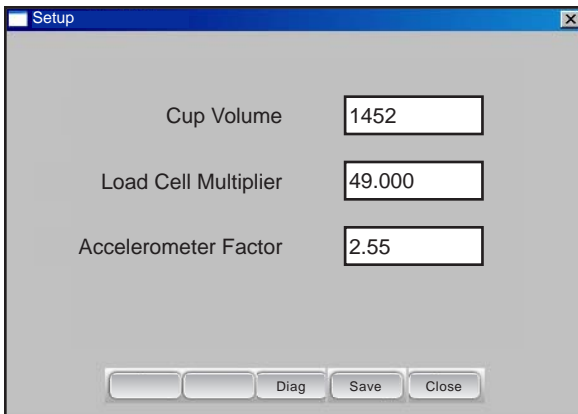 Setup
Cup Volume 1452
Load Cell Multiplier 49.000
Accelerometer Factor 2.55
Diag Save Close